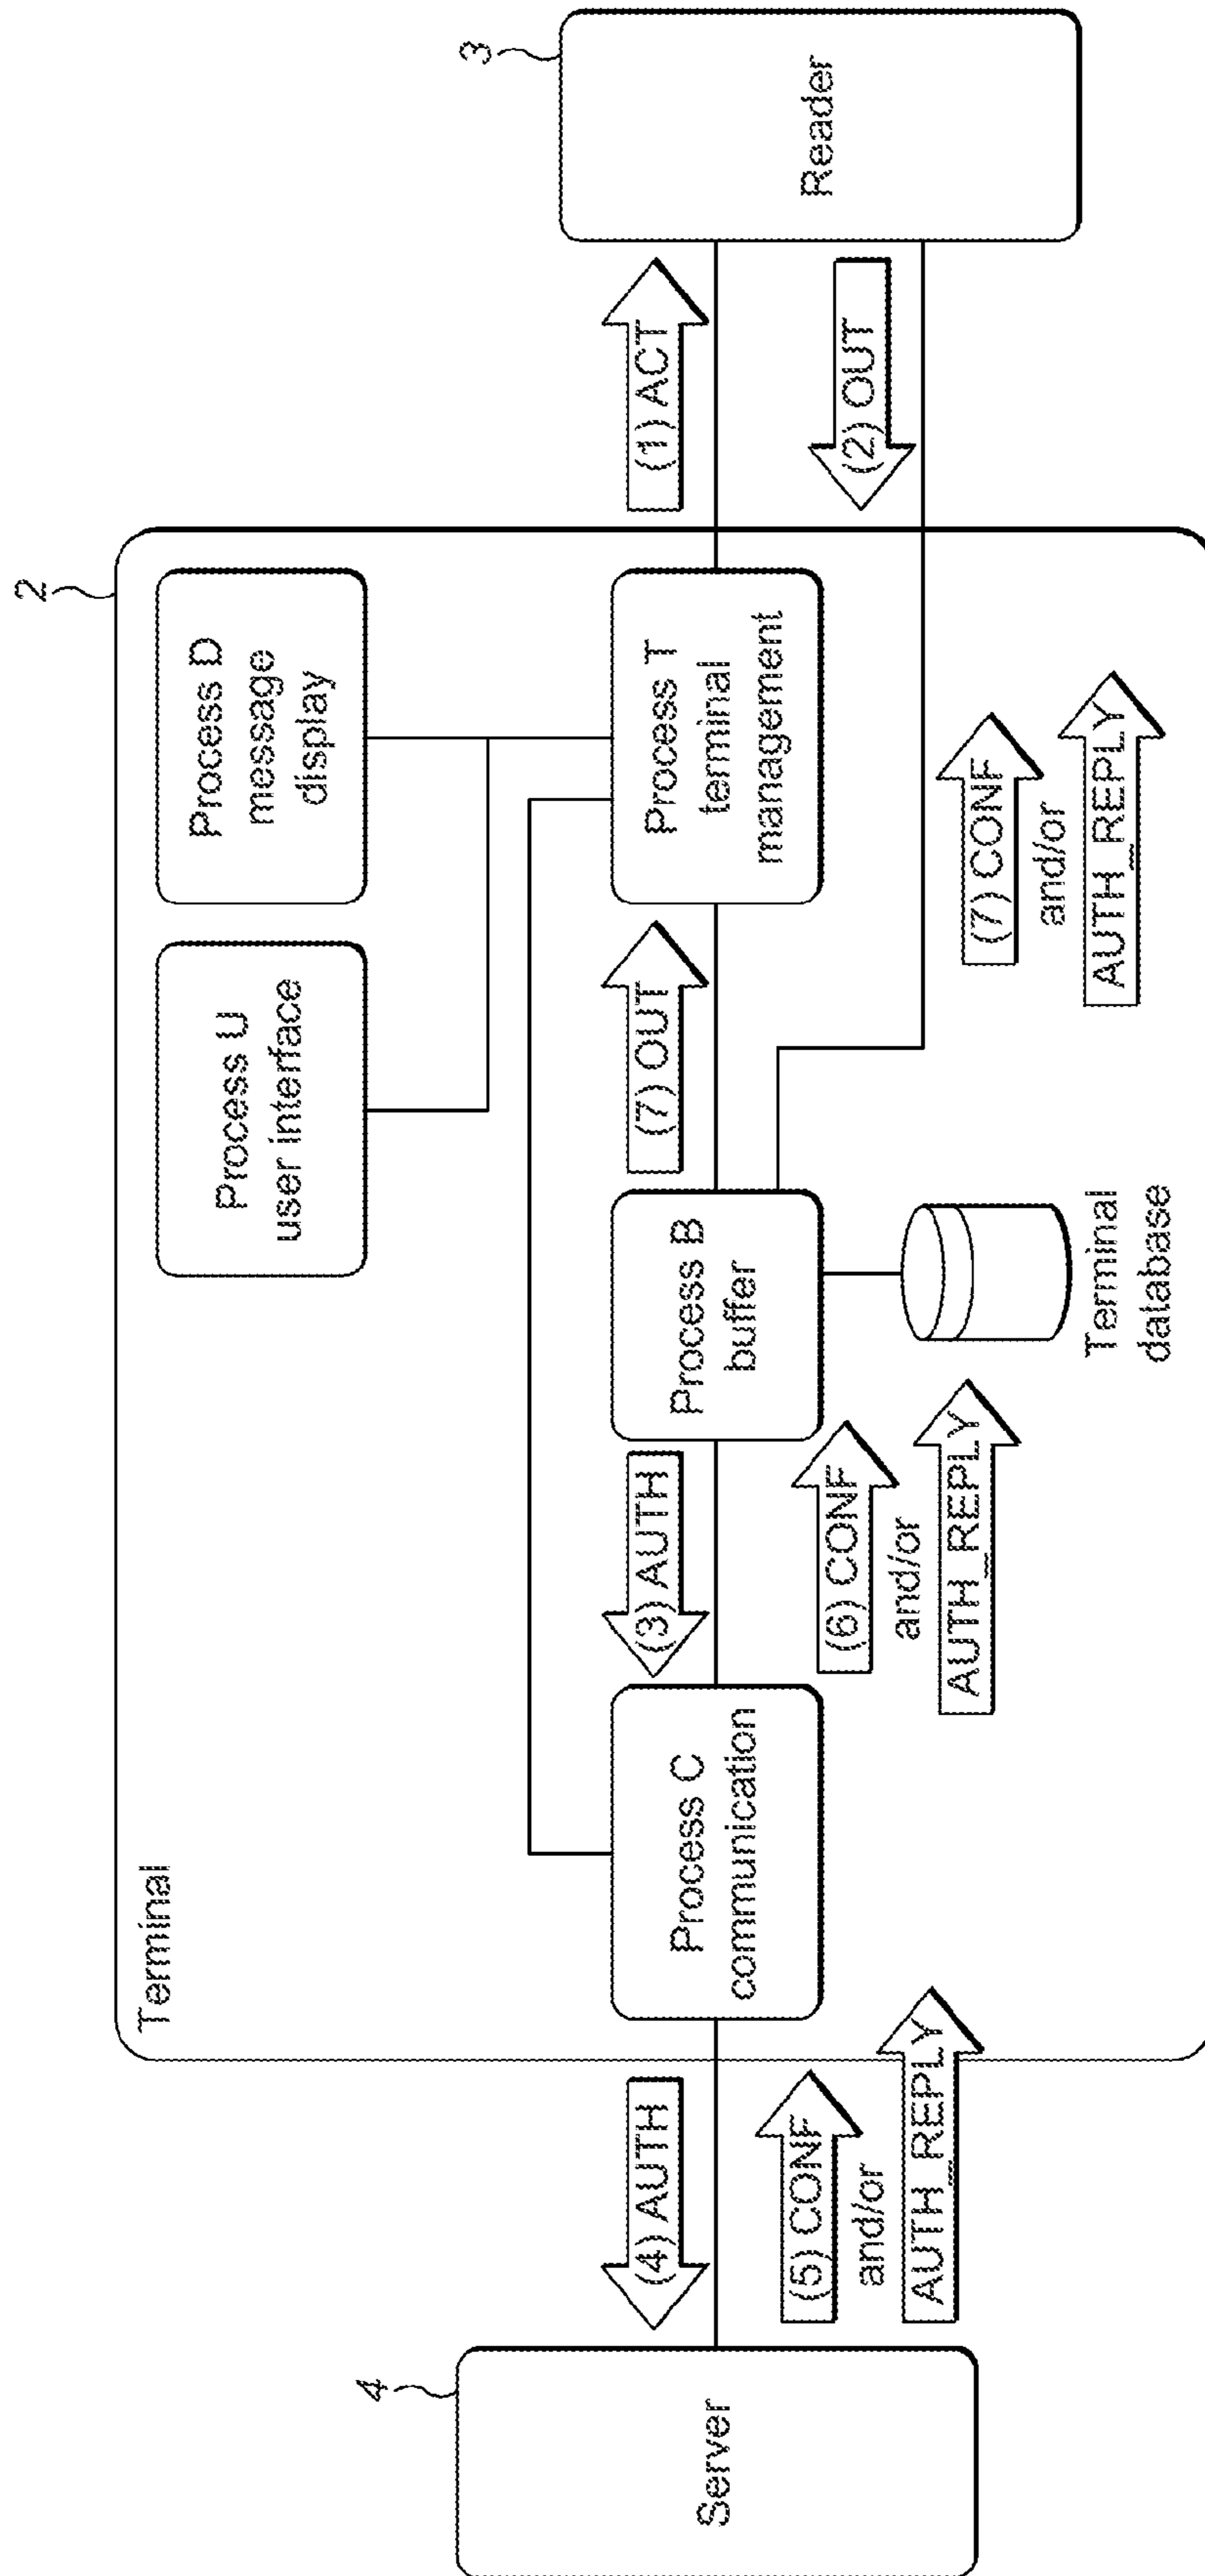 Terminal
2
Process U
user interface
Process D
message
display
4
Server
(4) AUTH
(5) CONF
and/or
AUTH_REPLY
Process C
communication
(3) AUTH
(6) CONF
and/or
AUTH_REPLY
Process B
buffer
Terminal
database
(7) OUT
Process T
terminal
management
(7) CONF
and/or
AUTH_REPLY
(1) ACT
(2) OUT
3
Reader